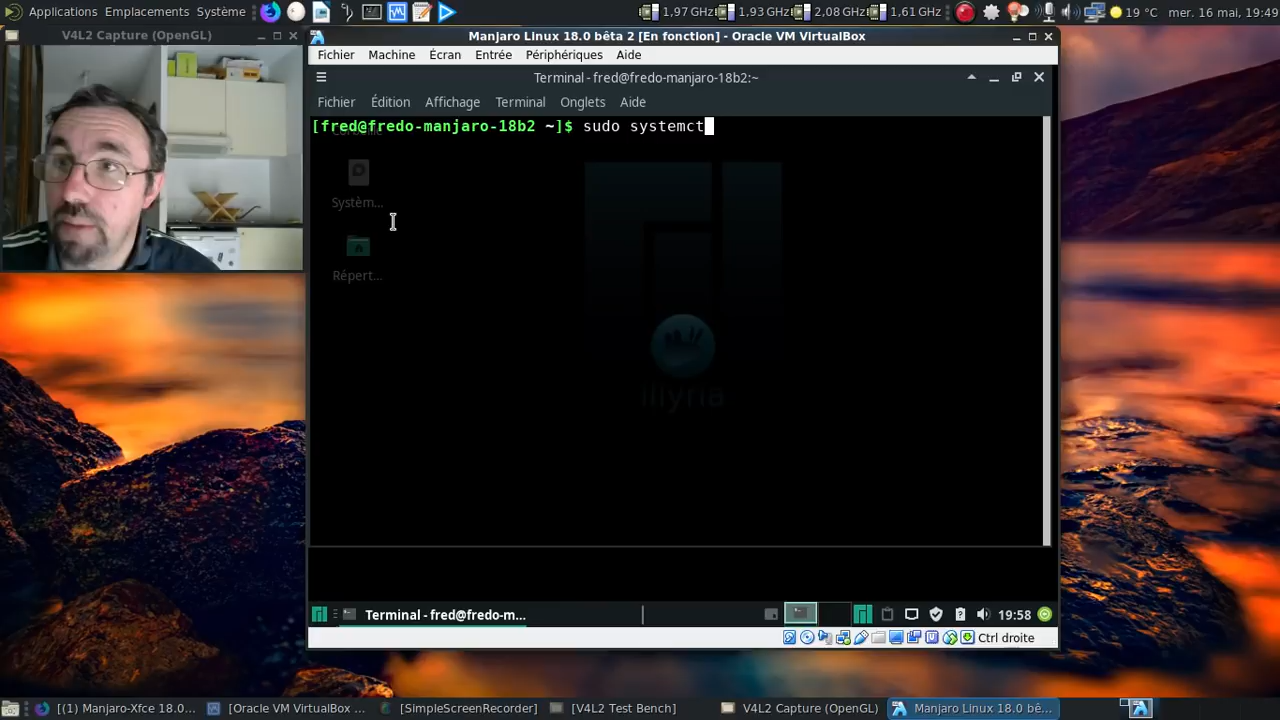 Applications Emplacements Système
1,97 GHz 1,93 GHz 2,08 GHz 1,61 GHz 19 °C mer. 16 mai, 19:49
V4L2 Capture (OpenGL)
Manjaro Linux 18.0 bêta 2 [En fonction] - Oracle VM VirtualBox
Fichier Machine Écran Entrée Périphériques Aide
Terminal - fred@fredo-manjaro-18b2:~
Fichier Édition Affichage Terminal Onglets Aide
[fred@fredo-manjaro-18b2 ~]$ sudo systemct
Systèm...
Répert...
illyria
Terminal - fred@fredo-m...
19:58
Ctrl droite
[(1) Manjaro-Xfce 18.0... [Oracle VM VirtualBox ... [SimpleScreenRecorder] [V4L2 Test Bench] V4L2 Capture (OpenGL) Manjaro Linux 18.0 bê...